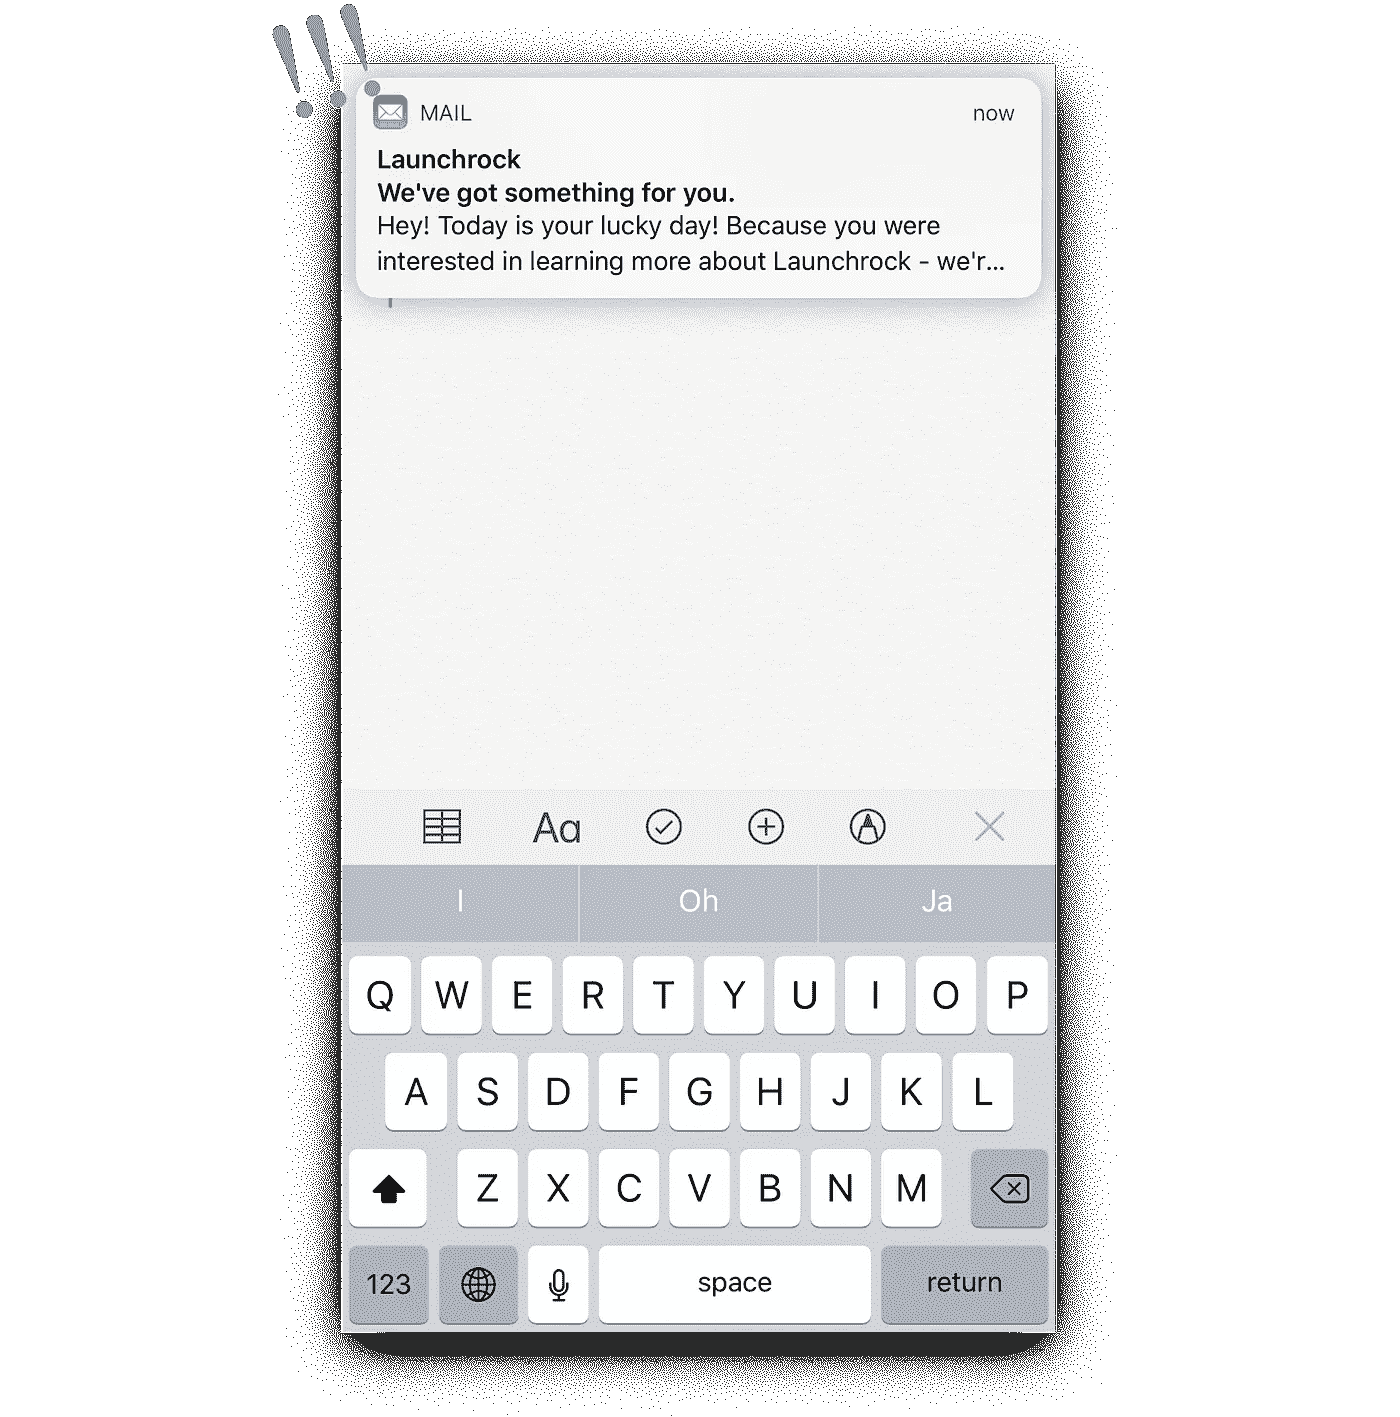 !!!
MAIL now
Launchrock
We've got something for you.
Hey! Today is your lucky day! Because you were
interested in learning more about Launchrock - we'r...
Aa
I Oh Ja
Q W E R T Y U I O P
A S D F G H J K L
Z X C V B N M
123 space return